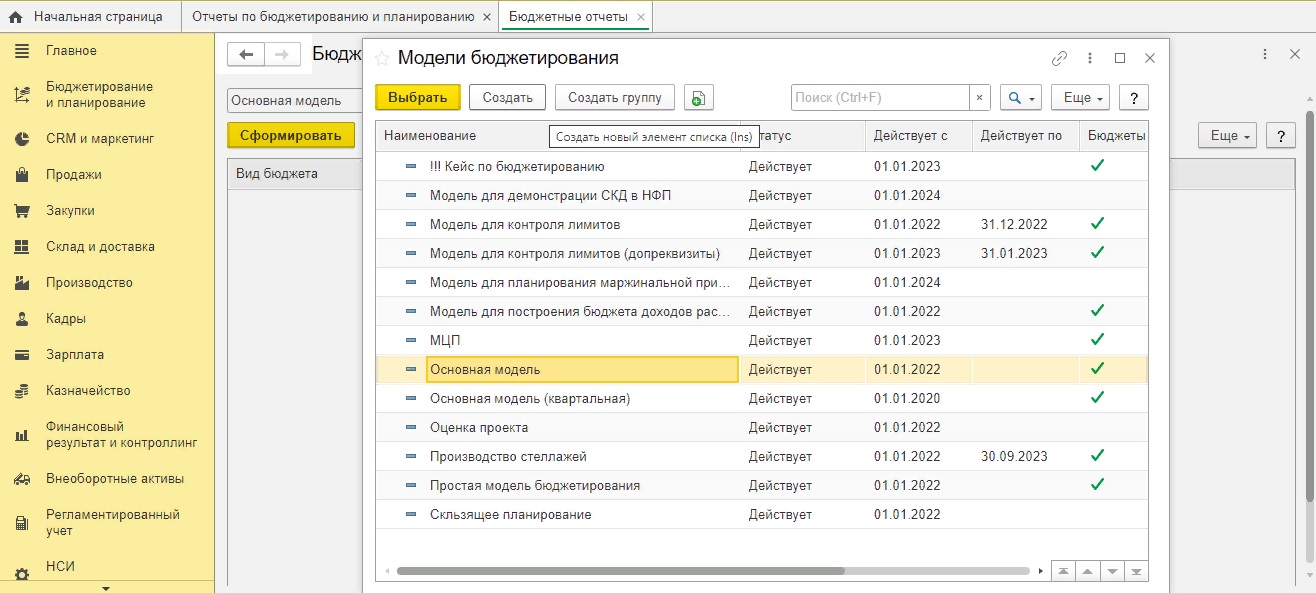 Начальная страница
Отчеты по бюджетированию и планированию ×
Бюджетные отчеты ×
Главное
Бюджетирование
и планирование
CRM и маркетинг
Продажи
Закупки
Склад и доставка
Производство
Кадры
Зарплата
Казначейство
Финансовый
результат и контроллинг
Внеоборотные активы
Регламентированный
учет
НСИ
Бюдж
Основная модель
Сформировать
Еще
?
Вид бюджета
Модели бюджетирования
Выбрать
Создать
Создать группу
Поиск (Ctrl+F)
×
Еще
?
Наименование
Создать новый элемент списка (Ins)
татус
Действует с
Действует по
Бюджеты
!!! Кейс по бюджетированию Действует 01.01.2023
Модель для демонстрации СКД в НФП Действует 01.01.2024
Модель для контроля лимитов Действует 01.01.2022 31.12.2022
Модель для контроля лимитов (допреквизиты) Действует 01.01.2023 31.01.2023
Модель для планирования маржинальной при... Действует 01.01.2024
Модель для построения бюджета доходов рас... Действует 01.01.2022
МЦП Действует 01.01.2023
Основная модель Действует 01.01.2022
Основная модель (квартальная) Действует 01.01.2020
Оценка проекта Действует 01.01.2022
Производство стеллажей Действует 01.01.2022 30.09.2023
Простая модель бюджетирования Действует 01.01.2022
Скльзящее планирование Действует 01.01.2022